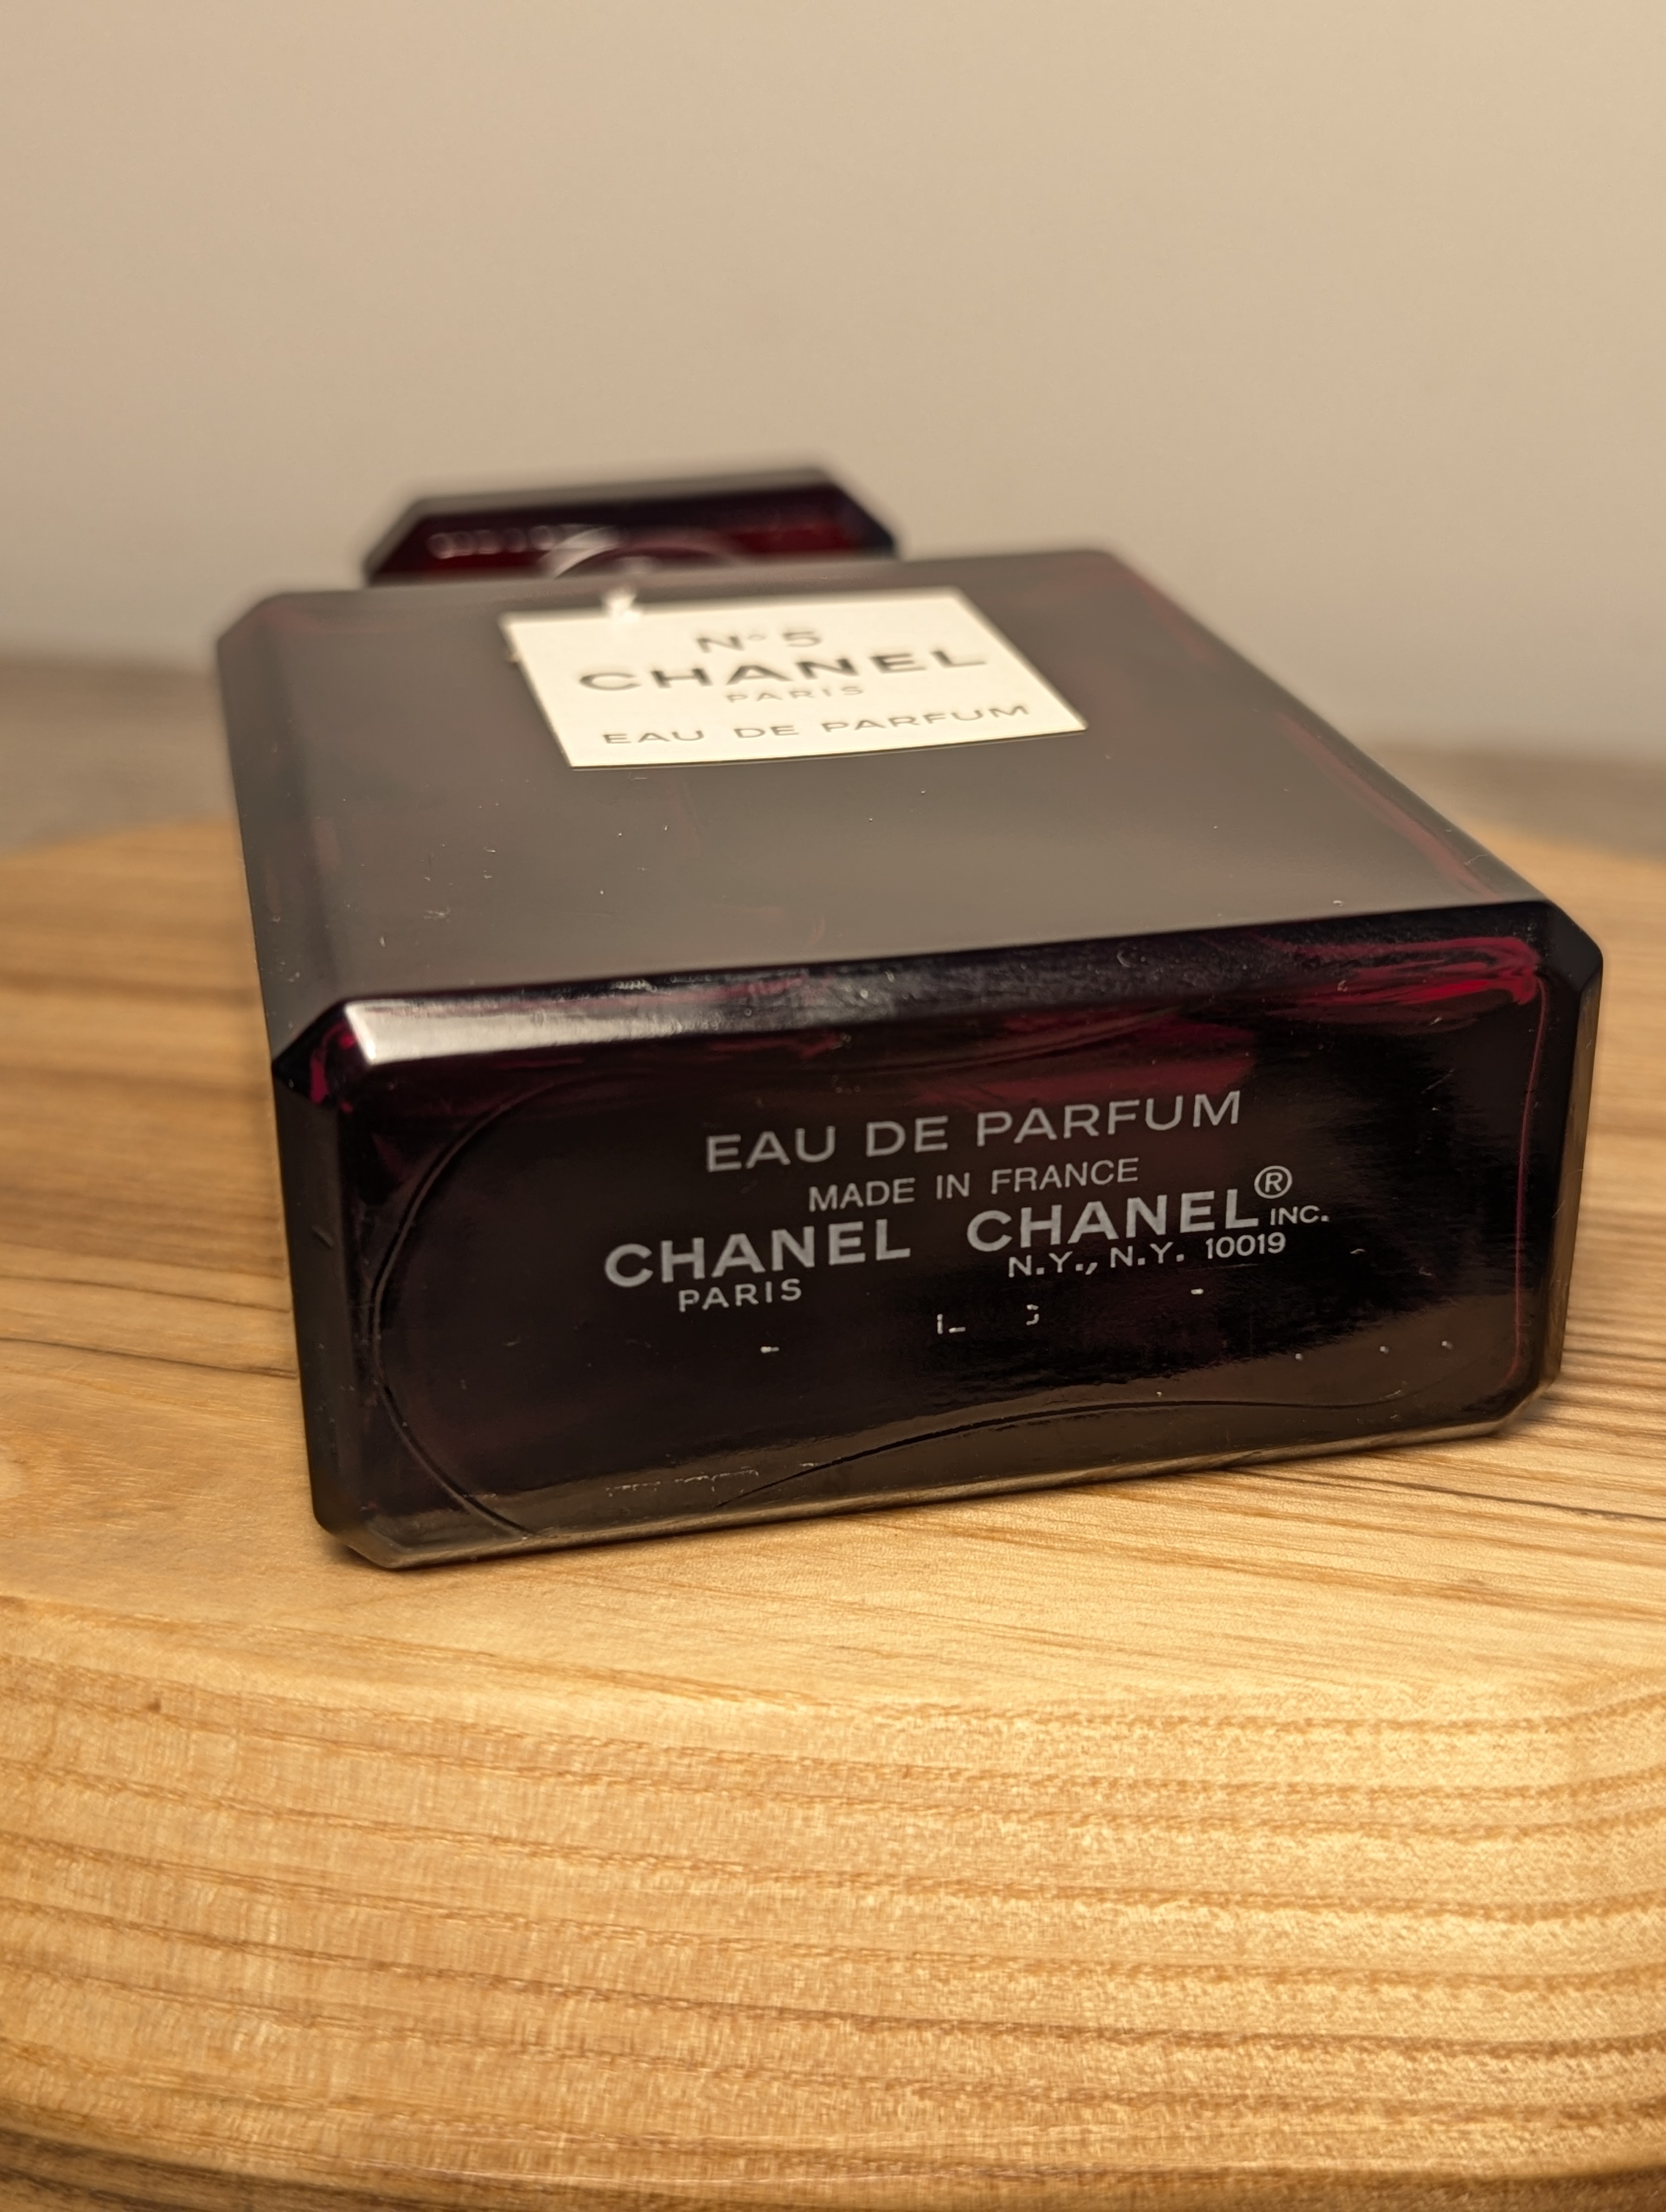 N° 5
CHANEL
PARIS
EAU DE PARFUM
EAU DE PARFUM
MADE IN FRANCE
CHANEL CHANEL® INC.
PARIS N.Y., N.Y. 10019